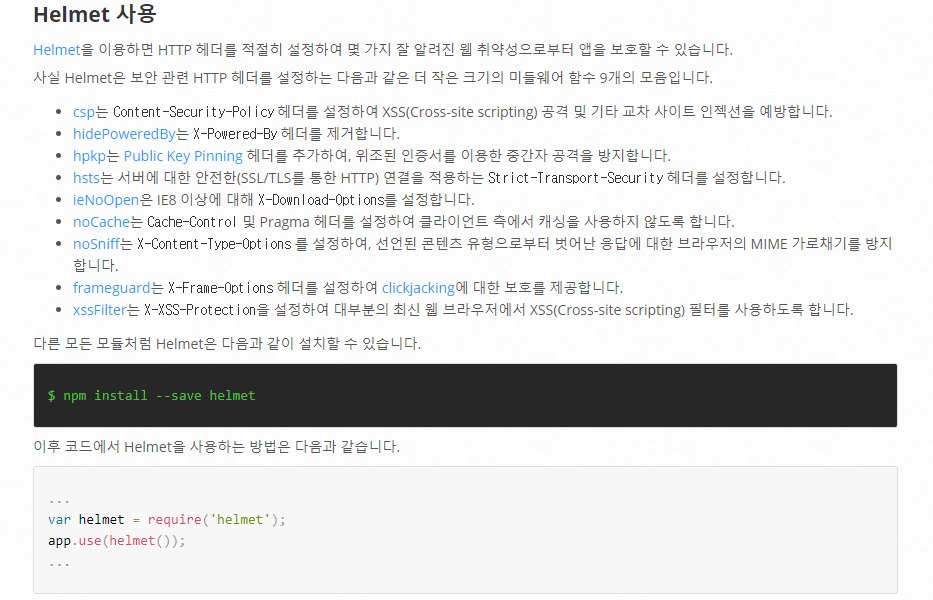 Helmet 사용
Helmet을 이용하면 HTTP 헤더를 적절히 설정하여 몇 가지 잘 알려진 웹 취약성으로부터 앱을 보호할 수 있습니다.
사실 Helmet은 보안 관련 HTTP 헤더를 설정하는 다음과 같은 더 작은 크기의 미들웨어 함수 9개의 모음입니다.
• csp는 Content-Security-Policy 헤더를 설정하여 XSS(Cross-site scripting) 공격 및 기타 교차 사이트 인젝션을 예방합니다.
• hidePoweredBy는 X-Powered-By 헤더를 제거합니다.
• hpkp는 Public Key Pinning 헤더를 추가하여, 위조된 인증서를 이용한 중간자 공격을 방지합니다.
• hsts는 서버에 대한 안전한(SSL/TLS를 통한 HTTP) 연결을 적용하는 Strict-Transport-Security 헤더를 설정합니다.
• ieNoOpen은 IE8 이상에 대해 X-Download-Options를 설정합니다.
• noCache는 Cache-Control 및 Pragma 헤더를 설정하여 클라이언트 측에서 캐싱을 사용하지 않도록 합니다.
• noSniff는 X-Content-Type-Options 를 설정하여, 선언된 콘텐츠 유형으로부터 벗어난 응답에 대한 브라우저의 MIME 가로채기를 방지
합니다.
• frameguard는 X-Frame-Options 헤더를 설정하여 clickjacking에 대한 보호를 제공합니다.
• xssFilter는 X-XSS-Protection을 설정하여 대부분의 최신 웹 브라우저에서 XSS(Cross-site scripting) 필터를 사용하도록 합니다.
다른 모든 모듈처럼 Helmet은 다음과 같이 설치할 수 있습니다.
$ npm install --save helmet
이후 코드에서 Helmet을 사용하는 방법은 다음과 같습니다.
...
var helmet = require('helmet');
app.use(helmet());
...